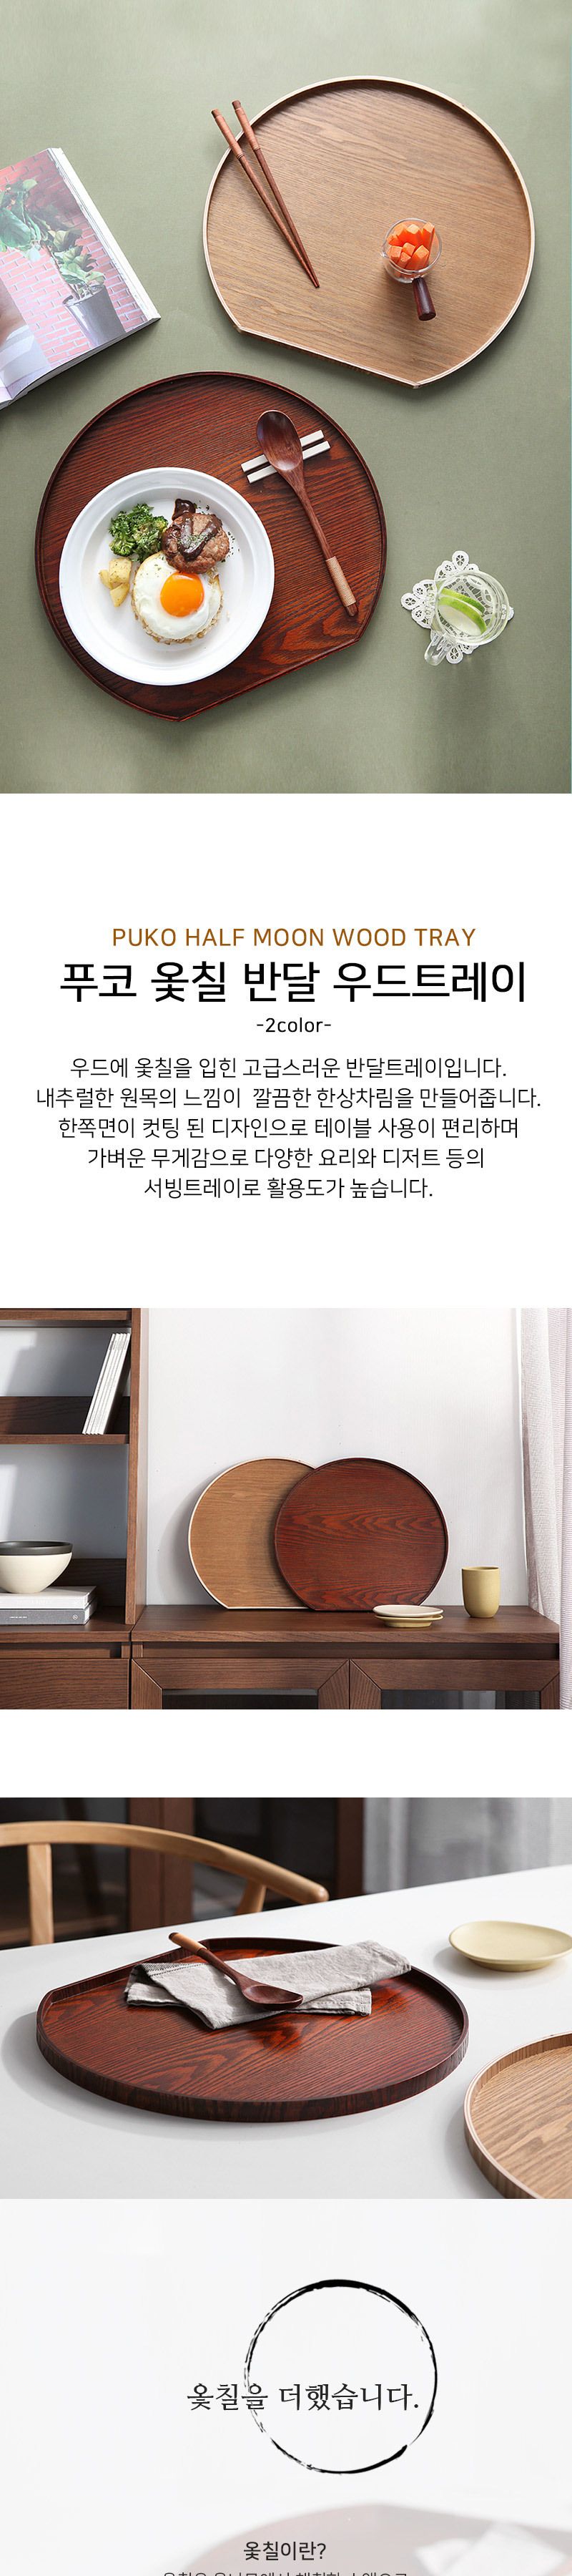 PUKO HALF MOON WOOD TRAY
푸코 옻칠 반달 우드트레이
-2color-
우드에 옻칠을 입힌 고급스러운 반달트레이입니다.
내추럴한 원목의 느낌이 깔끔한 한상차림을 만들어줍니다.
한쪽면이 컷팅 된 디자인으로 테이블 사용이 편리하며
가벼운 무게감으로 다양한 요리와 디저트 등의
서빙트레이로 활용도가 높습니다.
옻칠을 더했습니다.
옻칠이란?